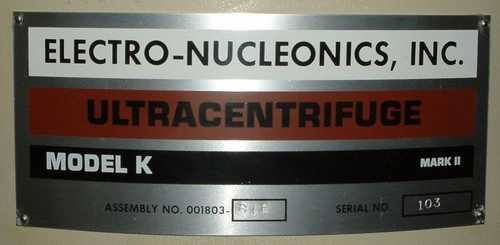 ELECTRO-NUCLEONICS, INC.
ULTRACENTRIFUGE
MODEL K MARK II
ASSEMBLY NO. 001803- SERIAL NO. 103